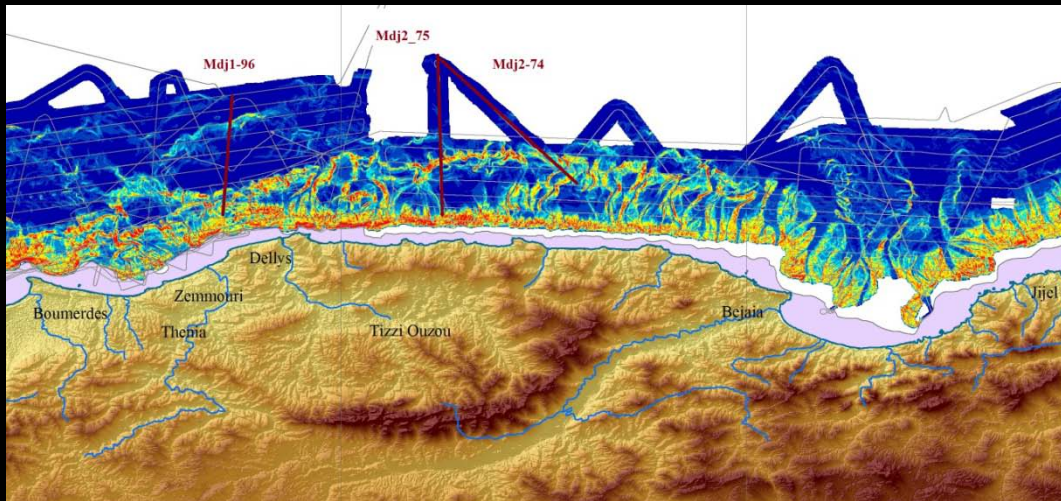 Mdj2_75
Mdj1-96
Mdj2-74
Dellys
Zemmouri
Boumerdes
Thenia
Tizzi Ouzou
Bejaia
Jijel